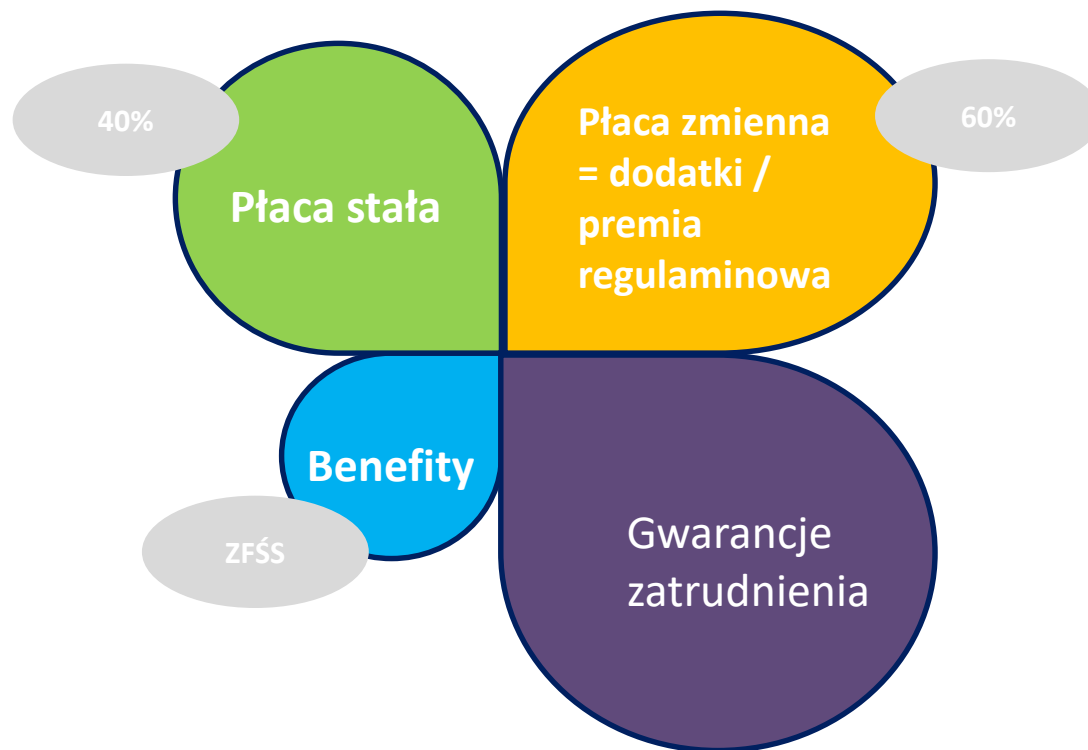 40%
Płaca stała
Płaca zmienna
= dodatki /
premia
regulaminowa
60%
Benefity
ZFŚS
Gwarancje
zatrudnienia